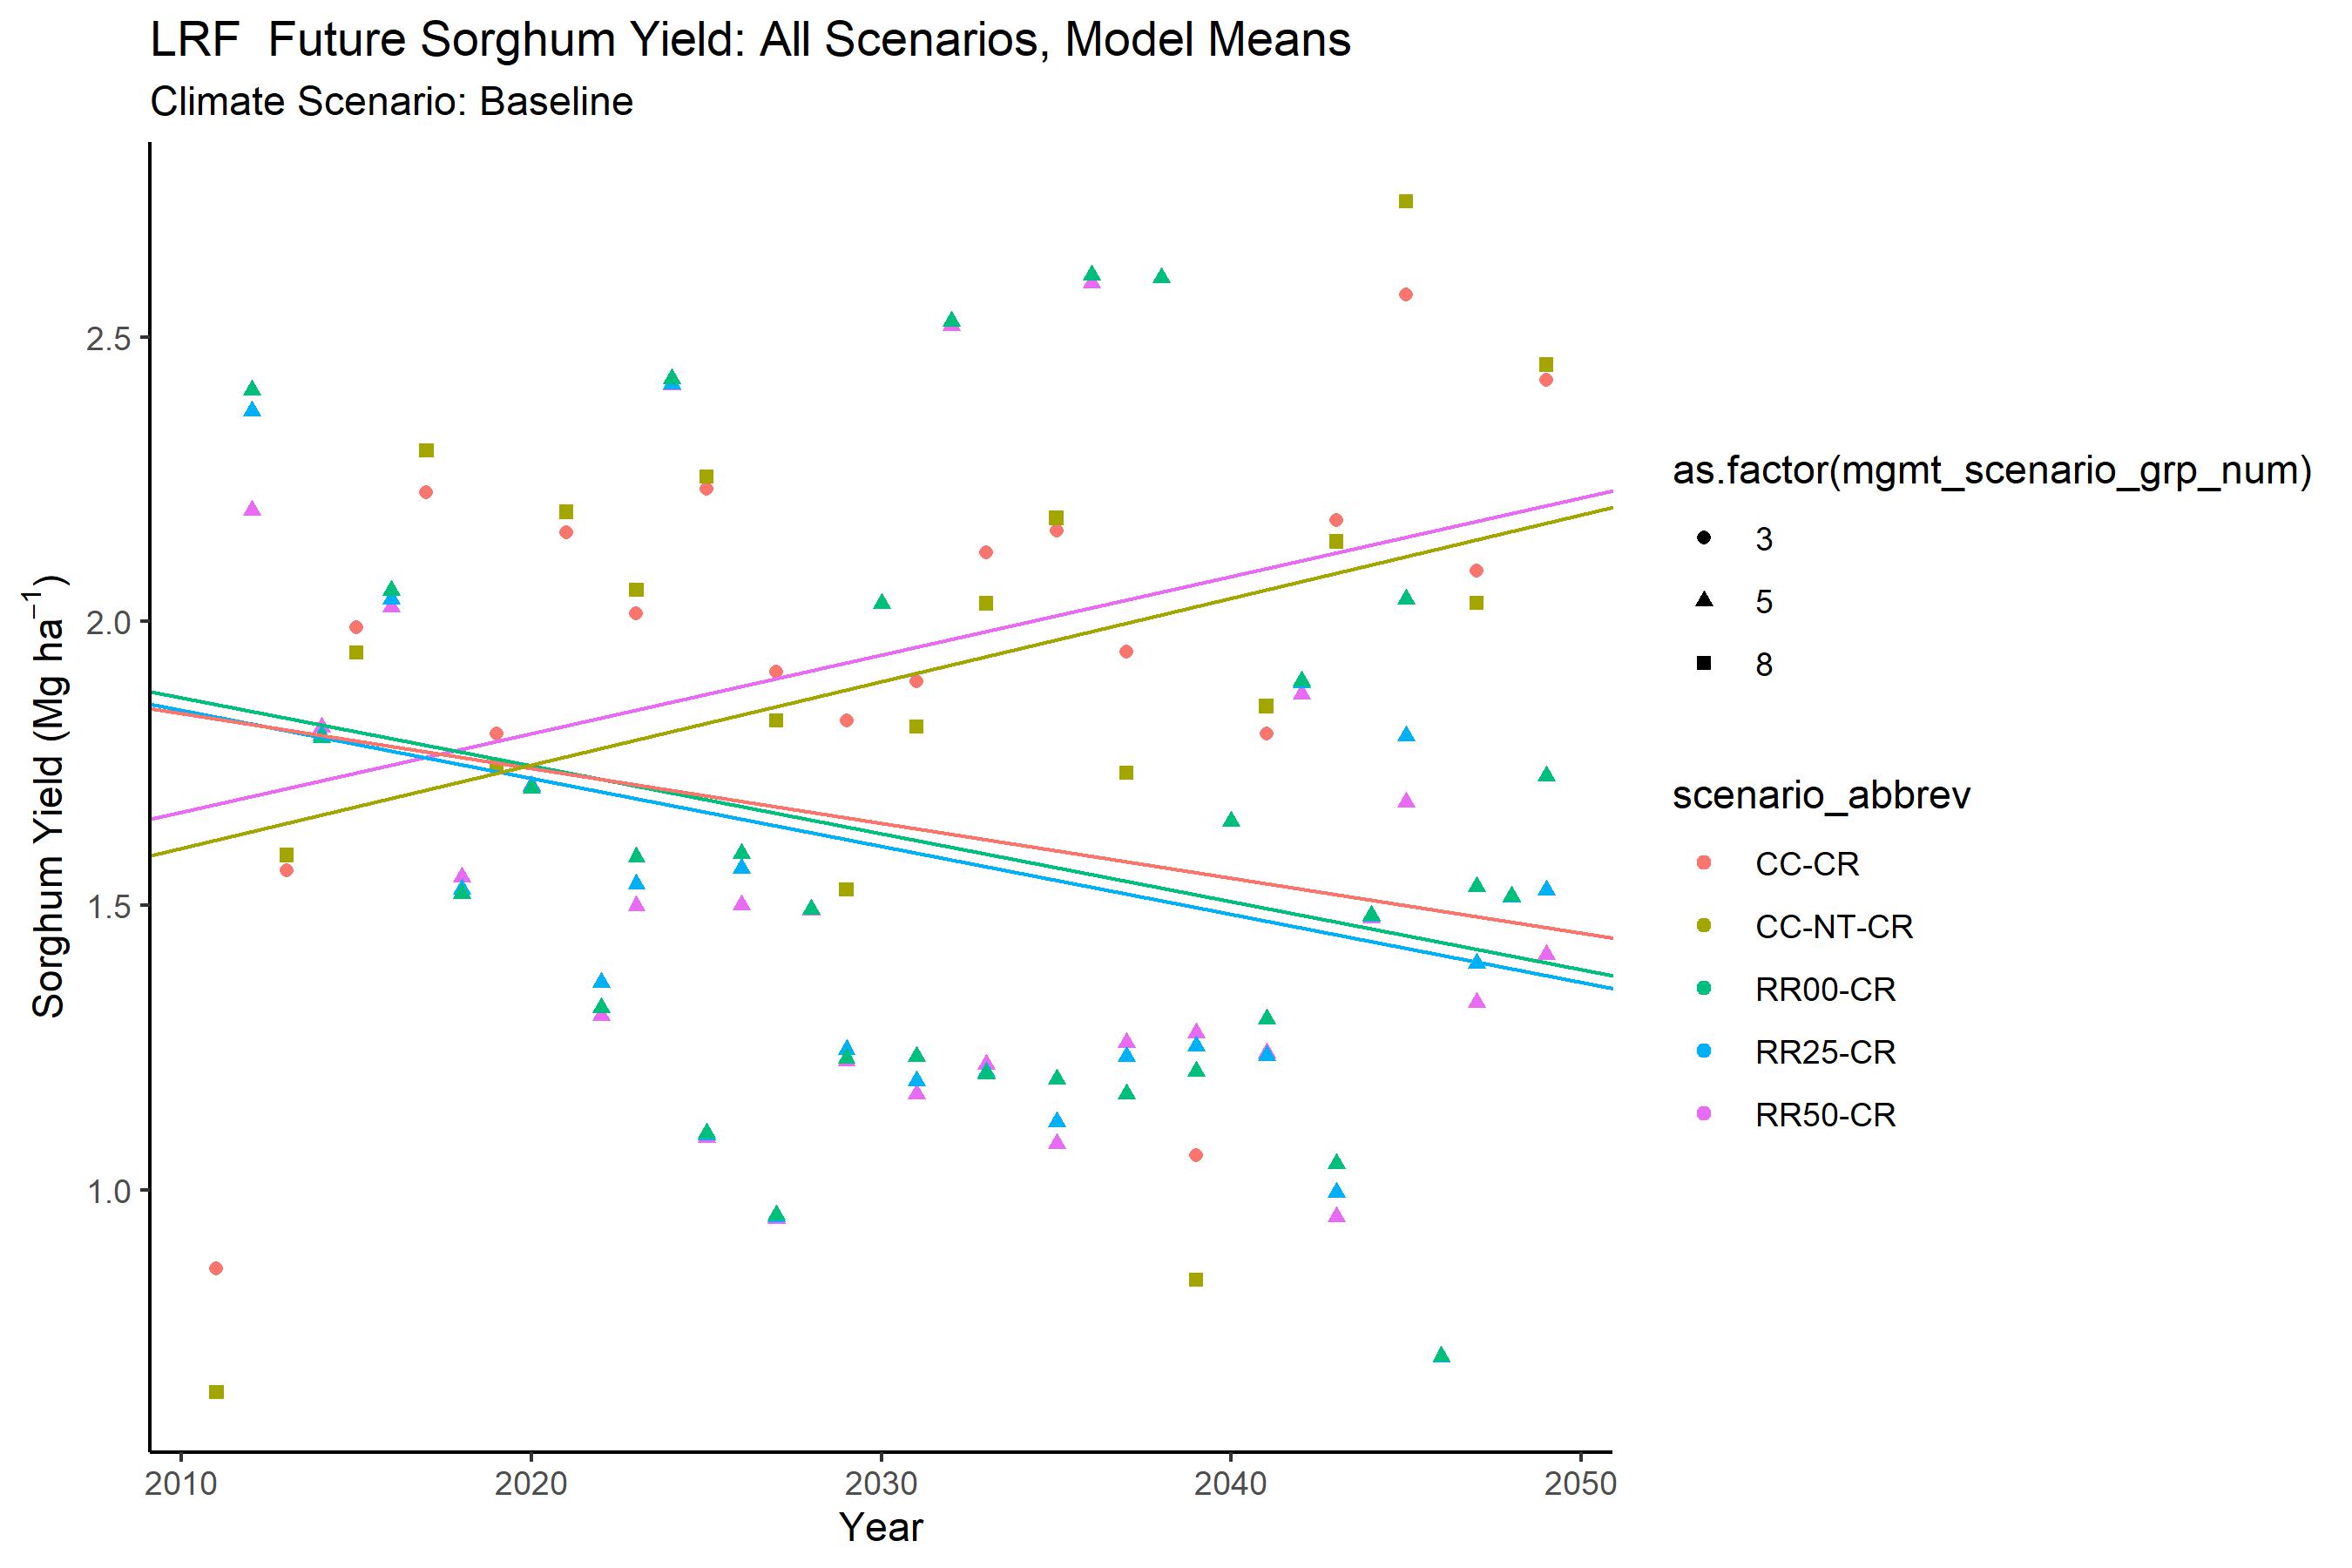 LRF  Future Sorghum Yield: All Scenarios, Model Means
Climate Scenario: Baseline
Sorghum Yield (Mg ha⁻¹)
2.5
2.0
1.5
1.0
2010 2020 2030 2040 2050
Year
as.factor(mgmt_scenario_grp_num)
3
5
8
scenario_abbrev
CC-CR
CC-NT-CR
RR00-CR
RR25-CR
RR50-CR